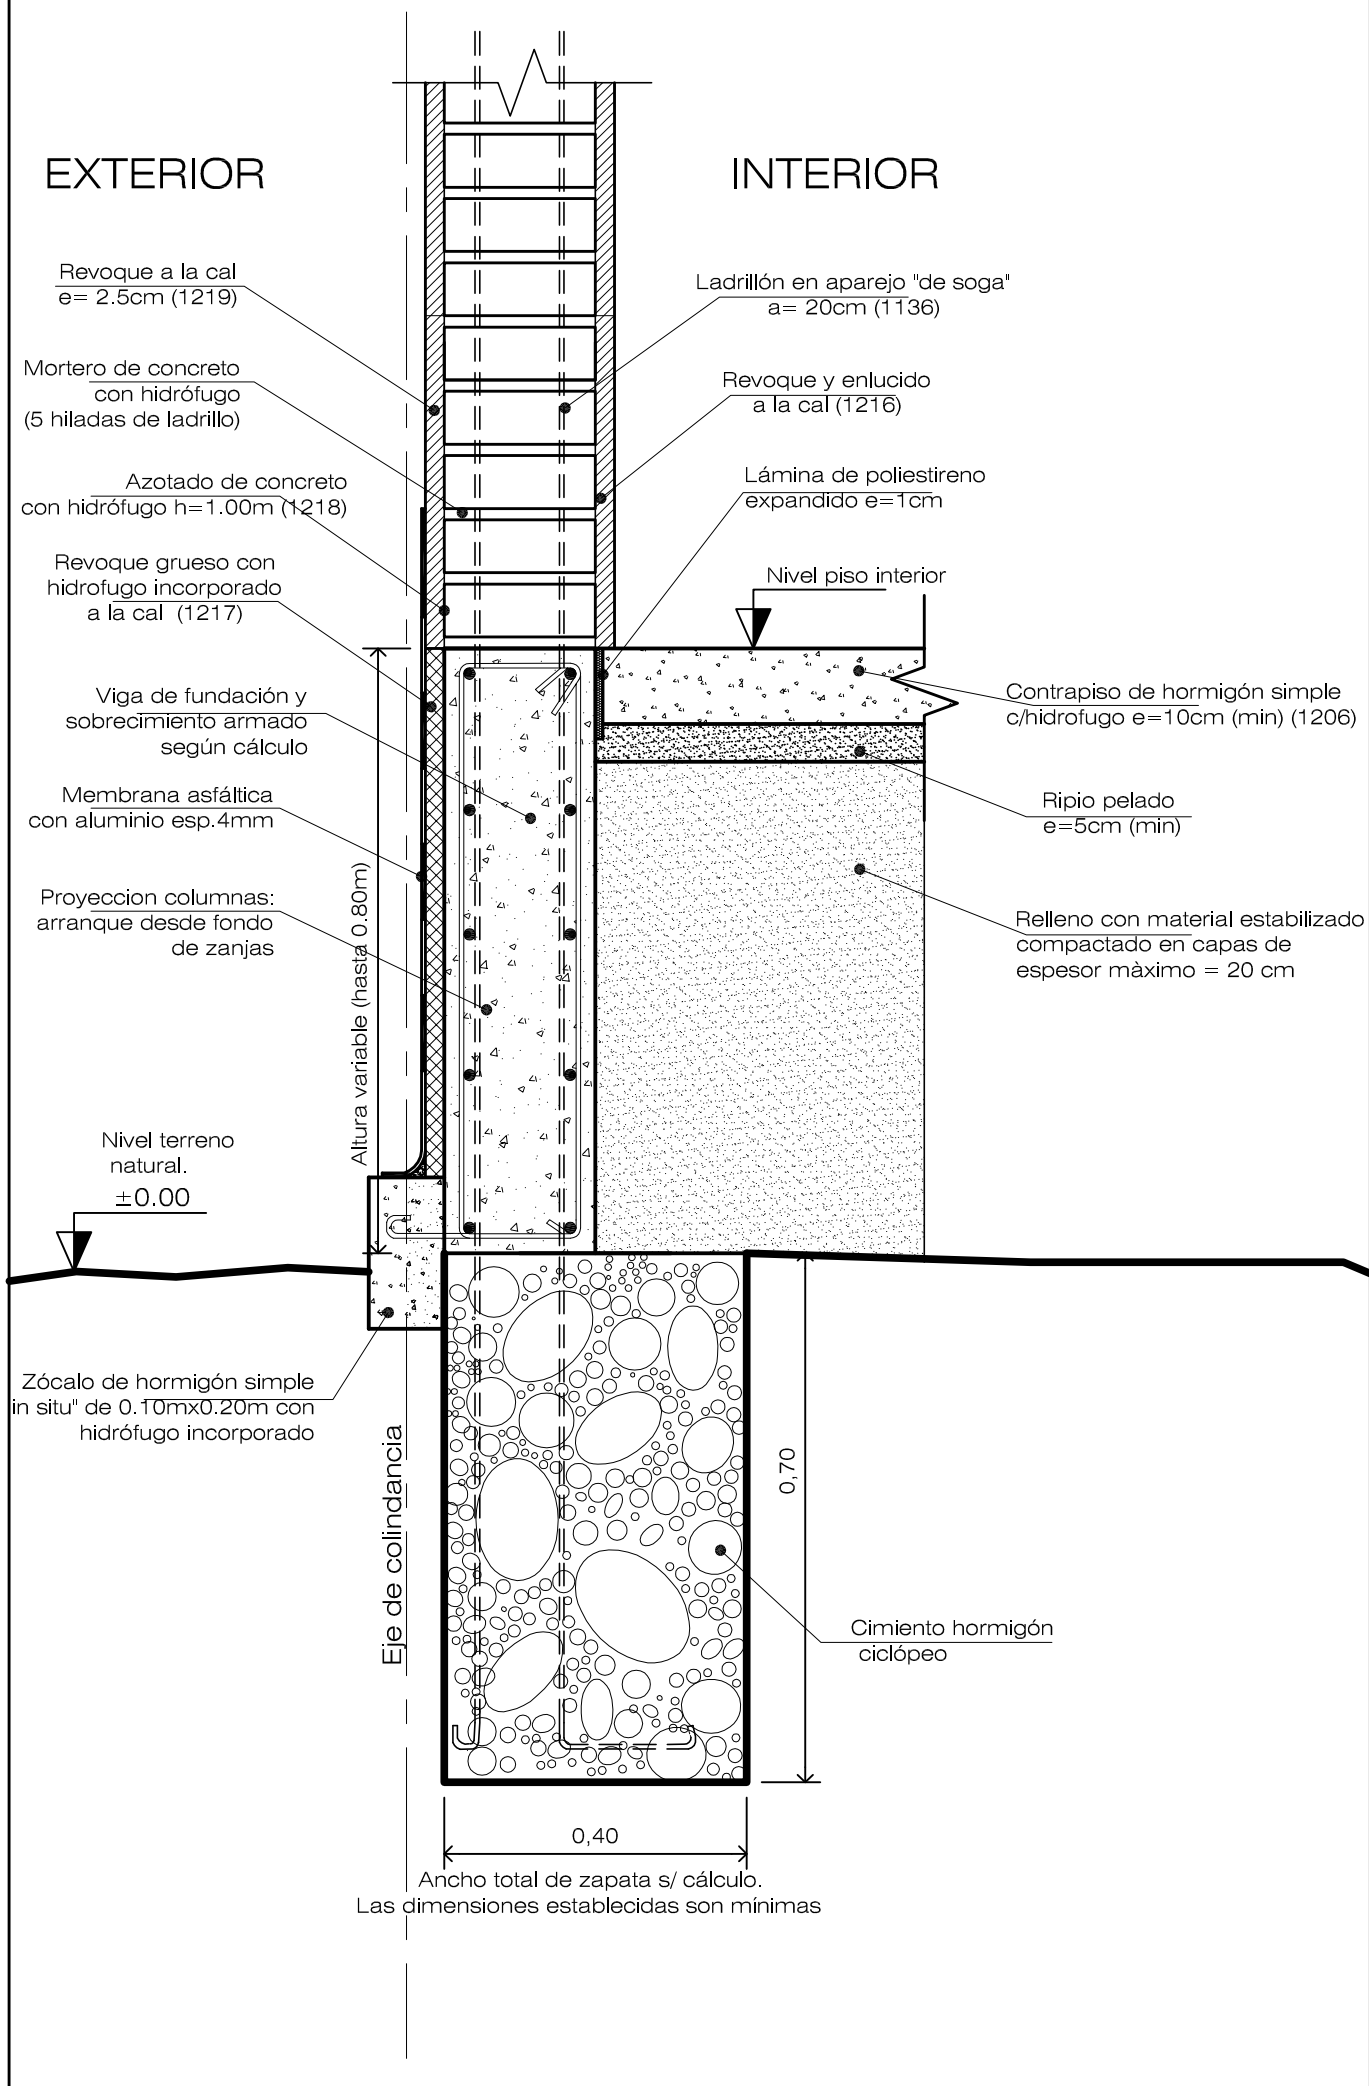 EXTERIOR
INTERIOR
Revoque a la cal
e= 2.5cm (1219)
Ladrillón en aparejo "de soga"
a= 20cm (1136)
Mortero de concreto
con hidrófugo
(5 hiladas de ladrillo)
Revoque y enlucido
a la cal (1216)
Azotado de concreto
con hidrófugo h=1.00m (1218)
Lámina de poliestireno
expandido e=1cm
Revoque grueso con
hidrofugo incorporado
a la cal (1217)
Nivel piso interior
Viga de fundación y
sobrecimiento armado
según cálculo
Contrapiso de hormigón simple
c/hidrofugo e=10cm (min) (1206)
Membrana asfáltica
con aluminio esp.4mm
Ripio pelado
e=5cm (min)
Proyeccion columnas:
arranque desde fondo
de zanjas
Altura variable (hasta 0.80m)
Relleno con material estabilizado
compactado en capas de
espesor màximo = 20 cm
Nivel terreno
natural.
±0.00
Zócalo de hormigón simple
in situ" de 0.10mx0.20m con
hidrófugo incorporado
Eje de colindancia
0,70
Cimiento hormigón
ciclópeo
0,40
Ancho total de zapata s/ cálculo.
Las dimensiones establecidas son mínimas